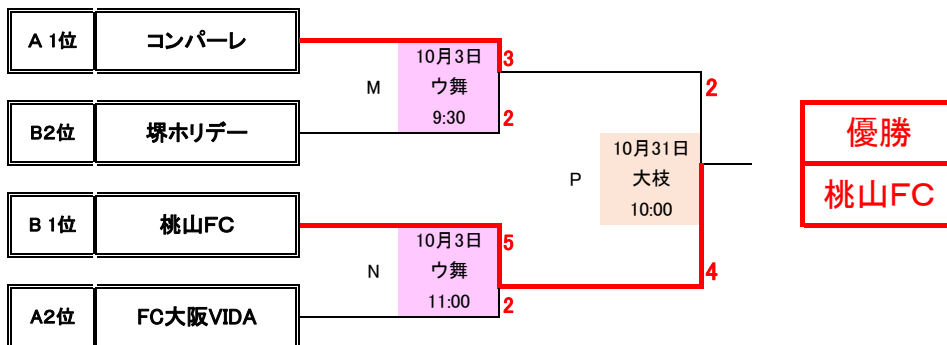 A 1位 コンパーレ
10月3日 3
M ウ舞
9:30 2
B2位 堺ホリデー
2
10月31日
P 大枝
10:00
優勝
桃山FC
B 1位 桃山FC
10月3日 5
N ウ舞
11:00 2
4
A2位 FC大阪VIDA